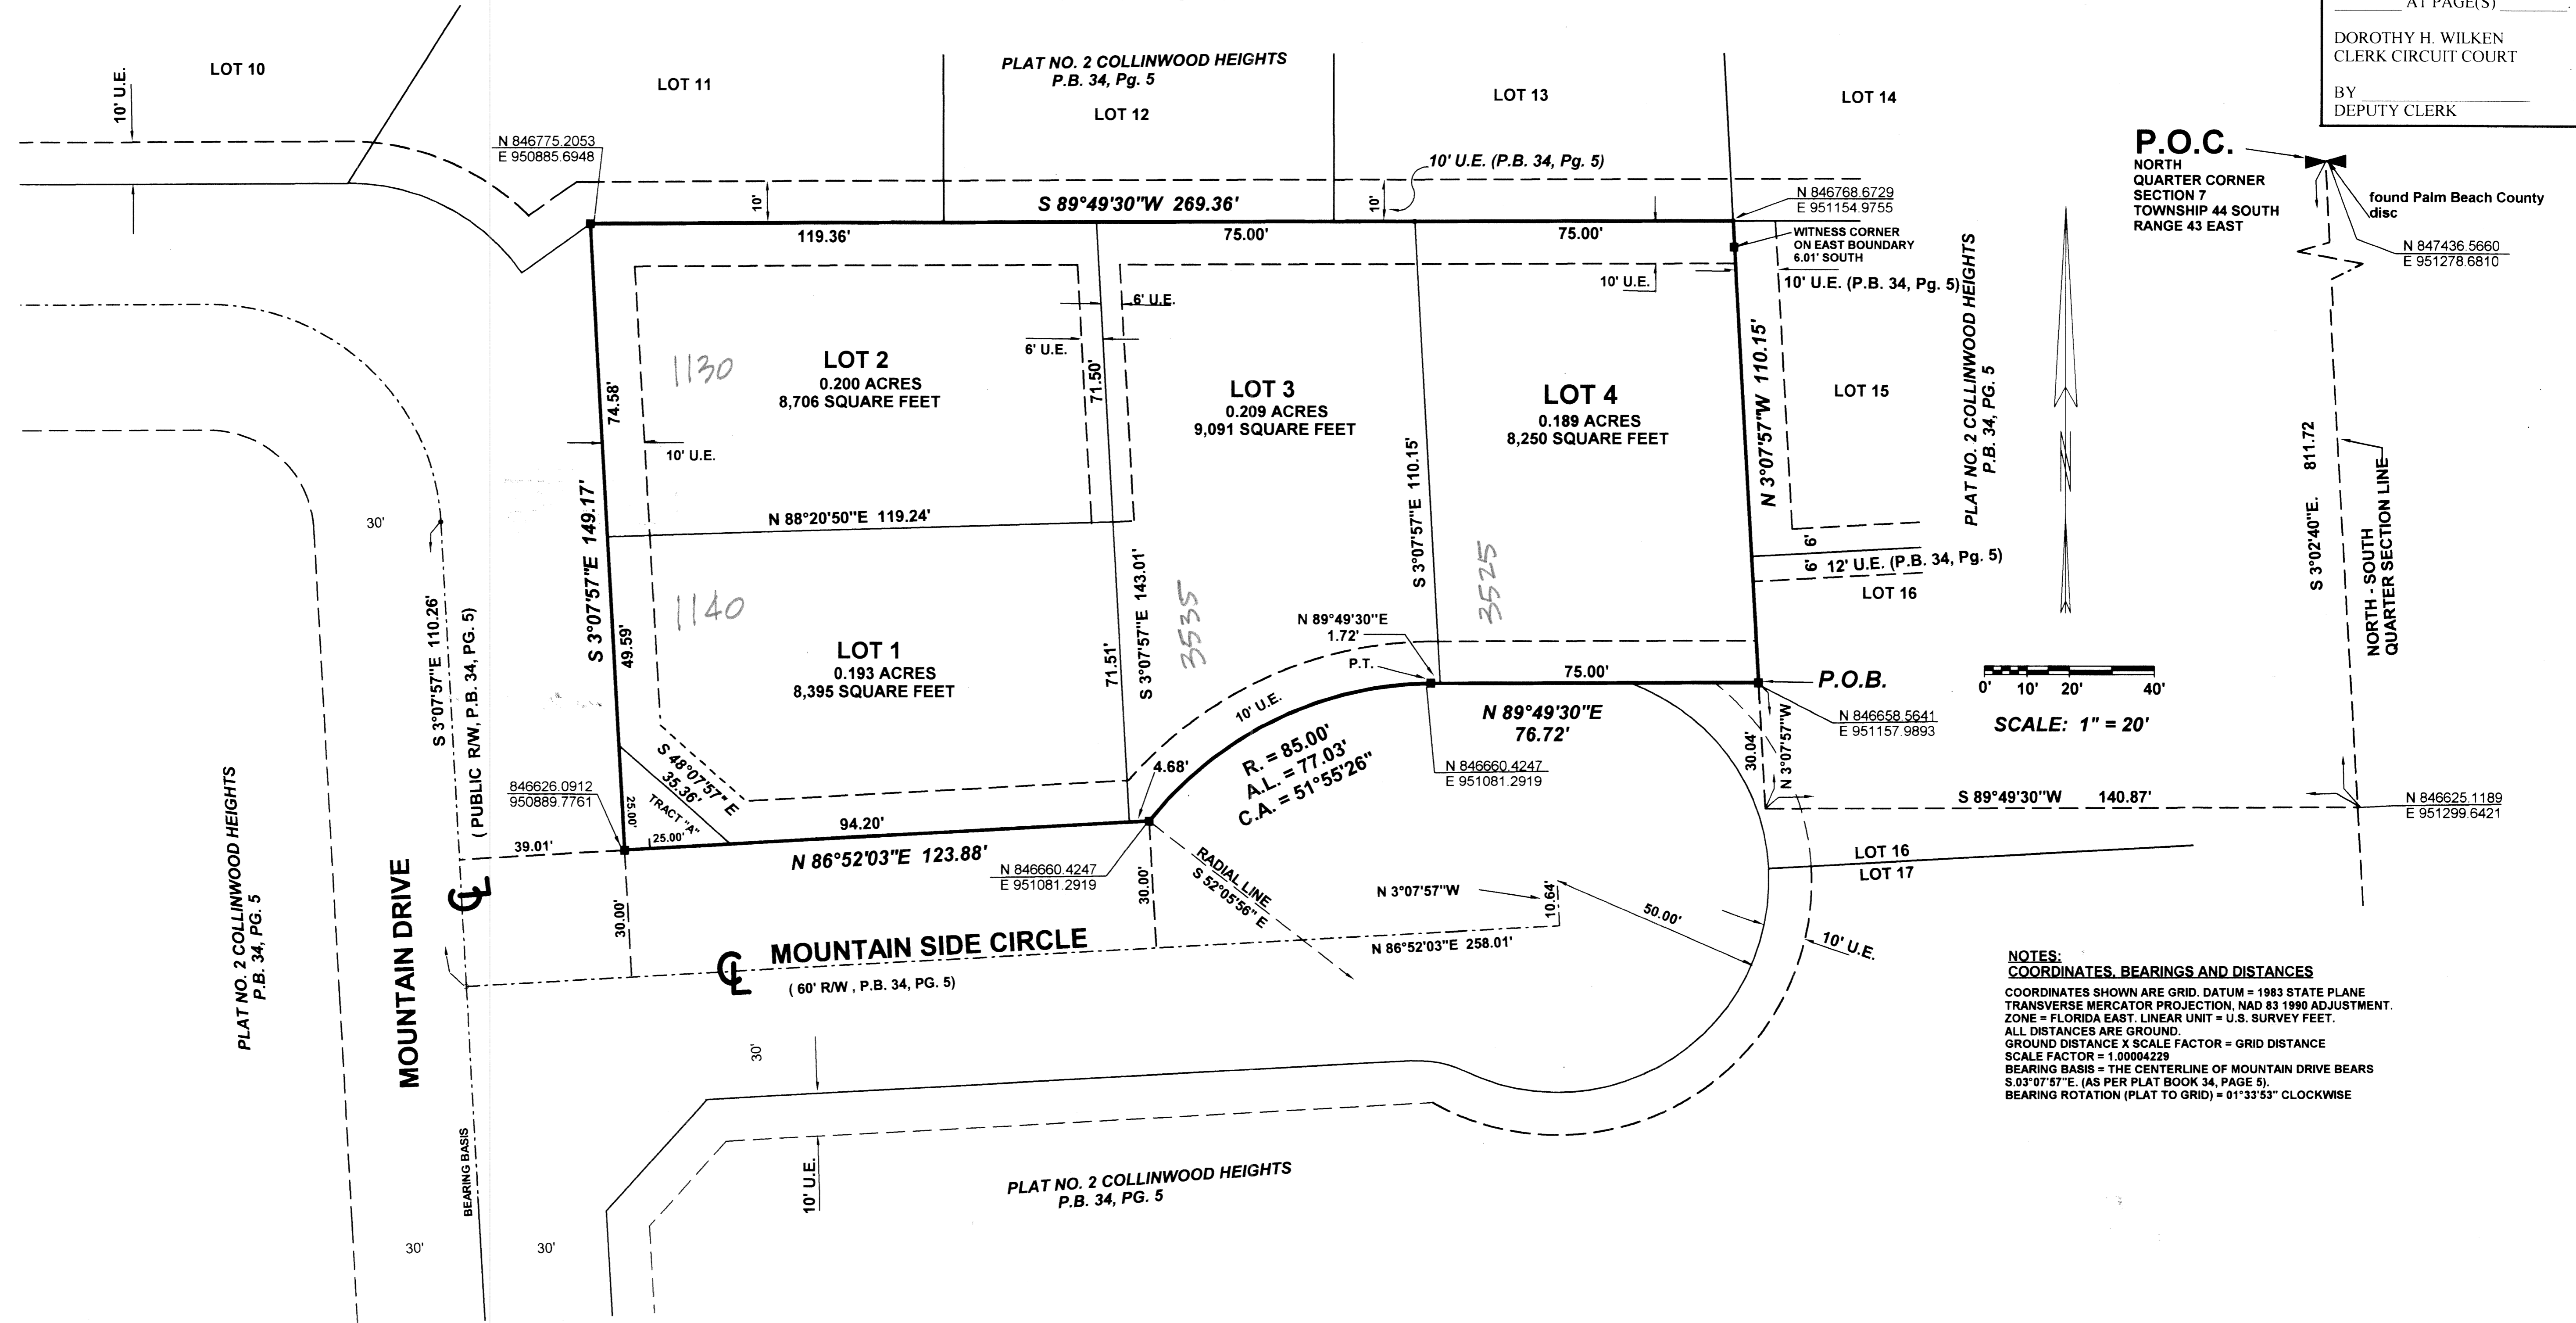 AT PAGE(S)
DOROTHY H. WILKEN
CLERK CIRCUIT COURT
BY
DEPUTY CLERK
LOT 10
10' U.E.
LOT 11
PLAT NO. 2 COLLINWOOD HEIGHTS
P.B. 34, Pg. 5
LOT 12
LOT 13
LOT 14
N 846775.2053
E 950885.6948
10'
S 89°49'30"W 269.36'
10'
10' U.E. (P.B. 34, Pg. 5)
N 846768.6729
E 951154.9755
P.O.C.
NORTH
QUARTER CORNER
SECTION 7
TOWNSHIP 44 SOUTH
RANGE 43 EAST
found Palm Beach County
disc
N 847436.5660
E 951278.6810
119.36'
75.00'
75.00'
WITNESS CORNER
ON EAST BOUNDARY
6.01' SOUTH
10' U.E.
10' U.E. (P.B. 34, Pg. 5)
PLAT NO. 2 COLLINWOOD HEIGHTS
P.B. 34, PG. 5
6' U.E.
6' U.E.
74.58'
1130
LOT 2
0.200 ACRES
8,706 SQUARE FEET
71.50'
10' U.E.
LOT 3
0.209 ACRES
9,091 SQUARE FEET
LOT 4
0.189 ACRES
8,250 SQUARE FEET
N 3°07'57"W 110.15'
LOT 15
N
S 3°02'40"E. 811.72
NORTH - SOUTH
QUARTER SECTION LINE
S 3°07'57"E 110.15'
30'
S 3°07'57"E 149.17'
N 88°20'50"E 119.24'
6'
6'
12' U.E. (P.B. 34, Pg. 5)
LOT 16
S 3°07'57"E 110.26'
( PUBLIC R/W, P.B. 34, PG. 5)
49.59'
1140
LOT 1
0.193 ACRES
8,395 SQUARE FEET
71.51'
S 3°07'57"E 143.01'
3535
3525
N 89°49'30"E
1.72'
P.T.
75.00'
P.O.B.
0' 10' 20' 40'
SCALE: 1" = 20'
10' U.E.
N 89°49'30"E
76.72'
N 846658.5641
E 951157.9893
R. = 85.00'
A.L. = 77.03'
C.A. = 51°55'26"
N 846660.4247
E 951081.2919
30.04'
N 3°07'57"W
S 48°07'57" E
35.36'
TRACT "A"
25.00'
25.00'
846626.0912
950889.7761
4.68'
S 89°49'30"W 140.87'
N 846625.1189
E 951299.6421
39.01'
94.20'
N 86°52'03"E 123.88'
N 846660.4247
E 951081.2919
RADIAL LINE
S 52°05'56" E
LOT 16
LOT 17
PLAT NO. 2 COLLINWOOD HEIGHTS
P.B. 34, PG. 5
MOUNTAIN DRIVE
CL
30.00'
30.00'
N 3°07'57"W
10.64'
50.00'
CL
MOUNTAIN SIDE CIRCLE
( 60' R/W , P.B. 34, PG. 5)
N 86°52'03"E 258.01'
10' U.E.
NOTES:
COORDINATES, BEARINGS AND DISTANCES
COORDINATES SHOWN ARE GRID. DATUM = 1983 STATE PLANE
TRANSVERSE MERCATOR PROJECTION, NAD 83 1990 ADJUSTMENT.
ZONE = FLORIDA EAST. LINEAR UNIT = U.S. SURVEY FEET.
ALL DISTANCES ARE GROUND.
GROUND DISTANCE X SCALE FACTOR = GRID DISTANCE
SCALE FACTOR = 1.00004229
BEARING BASIS = THE CENTERLINE OF MOUNTAIN DRIVE BEARS
S.03°07'57"E. (AS PER PLAT BOOK 34, PAGE 5).
BEARING ROTATION (PLAT TO GRID) = 01°33'53" CLOCKWISE
30'
BEARING BASIS
10' U.E.
PLAT NO. 2 COLLINWOOD HEIGHTS
P.B. 34, PG. 5
30'
30'